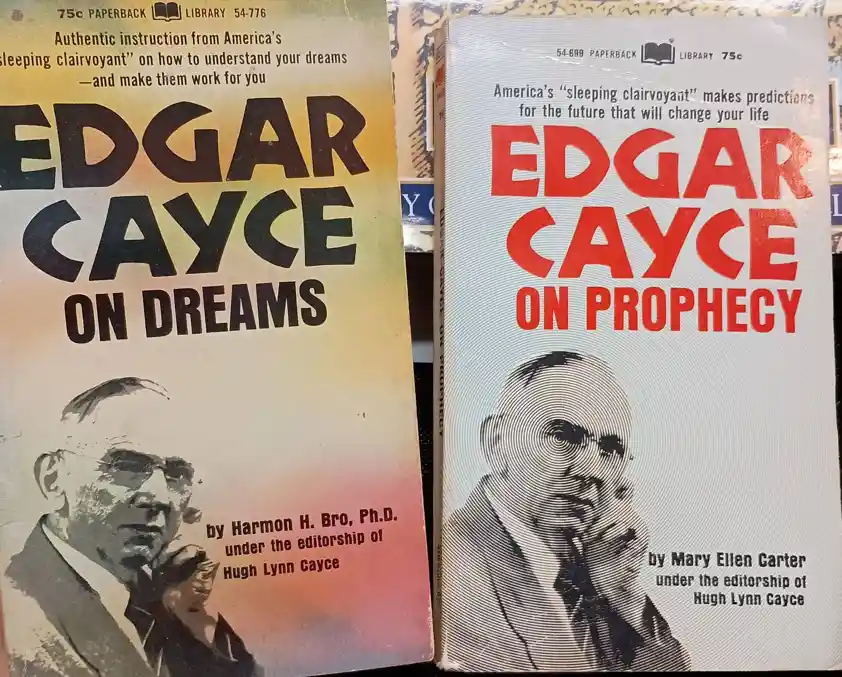 75c PAPERBACK LIBRARY 54-776
Authentic instruction from America's
sleeping clairvoyant" on how to understand your dreams
—and make them work for you
EDGAR
CAYCE
ON DREAMS
by Harmon H. Bro, Ph.D.
under the editorship of
Hugh Lynn Cayce
54-699 PAPERBACK LIBRARY 75c
America's "sleeping clairvoyant" makes predictions
for the future that will change your life
EDGAR
CAYCE
ON PROPHECY
by Mary Ellen Carter
under the editorship of
Hugh Lynn Cayce